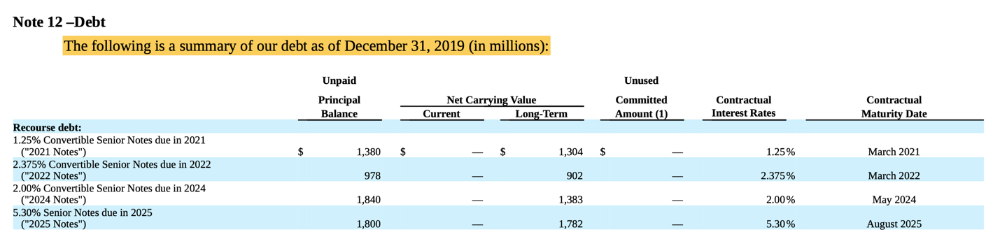 Note 12 –Debt
The following is a summary of our debt as of December 31, 2019 (in millions):
Unpaid Unused
Principal Net Carrying Value Committed Contractual Contractual
Balance Current Long-Term Amount (1) Interest Rates Maturity Date
Recourse debt:
1.25% Convertible Senior Notes due in 2021
("2021 Notes") $ 1,380 $ — $ 1,304 $ — 1.25% March 2021
2.375% Convertible Senior Notes due in 2022
("2022 Notes") 978 — 902 — 2.375% March 2022
2.00% Convertible Senior Notes due in 2024
("2024 Notes") 1,840 — 1,383 — 2.00% May 2024
5.30% Senior Notes due in 2025
("2025 Notes") 1,800 — 1,782 — 5.30% August 2025